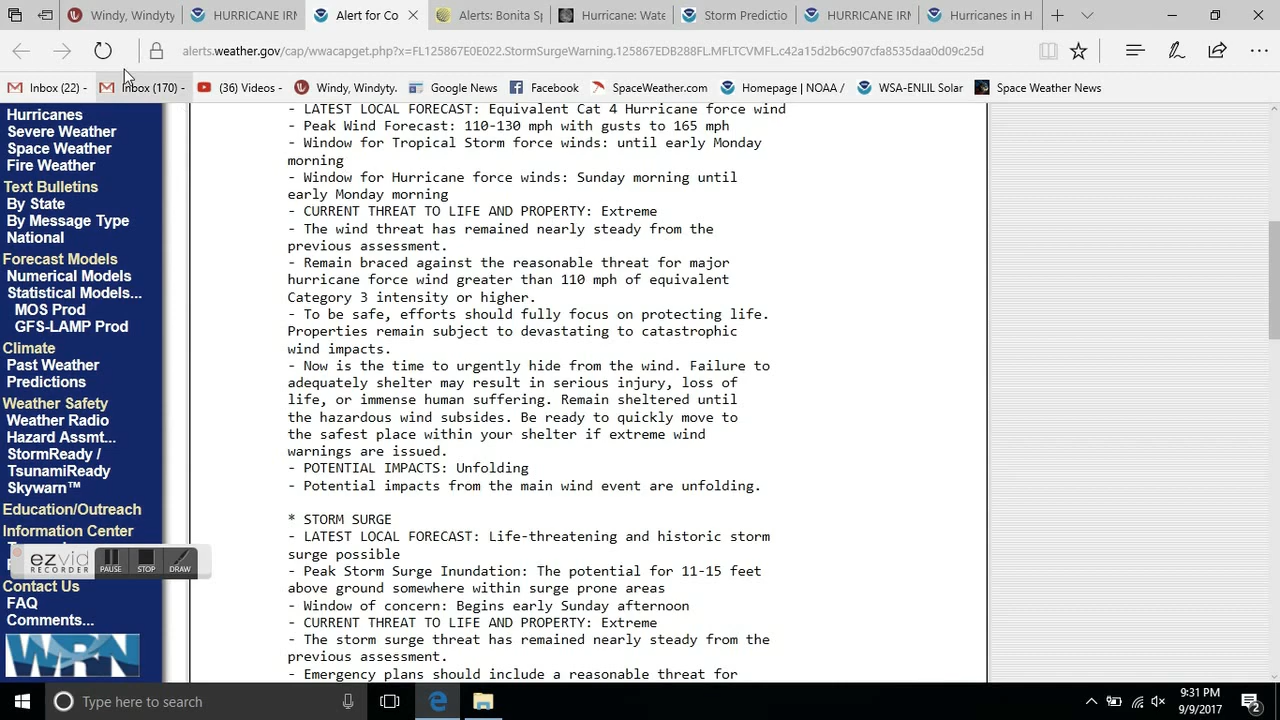 Windy, Windyty
HURRICANE IRM
Alert for Co
Alerts: Bonita Sp
Hurricane: Wate
Storm Predictio
HURRICANE IRM
Hurricanes in H
alerts.weather.gov/cap/wwacapget.php?x=FL125867E0E022.StormSurgeWarning.125867EDB288FL.MFLTCVMFL.c42a15d2b6c907cfa8535daa0d09c25d
Inbox (22) -
Inbox (170) -
(36) Videos -
Windy, Windyty.
Google News
Facebook
SpaceWeather.com
Homepage | NOAA /
WSA-ENLIL Solar
Space Weather News
Hurricanes
Severe Weather
Space Weather
Fire Weather
Text Bulletins
By State
By Message Type
National
Forecast Models
Numerical Models
Statistical Models...
MOS Prod
GFS-LAMP Prod
Climate
Past Weather
Predictions
Weather Safety
Weather Radio
Hazard Assmt...
StormReady /
TsunamiReady
Skywarn™
Education/Outreach
Information Center
ezvid
RECORDER
PAUSE
STOP
DRAW
Contact Us
FAQ
Comments...
WRN
- LATEST LOCAL FORECAST: Equivalent Cat 4 Hurricane force wind
- Peak Wind Forecast: 110-130 mph with gusts to 165 mph
- Window for Tropical Storm force winds: until early Monday
morning
- Window for Hurricane force winds: Sunday morning until
early Monday morning
- CURRENT THREAT TO LIFE AND PROPERTY: Extreme
- The wind threat has remained nearly steady from the
previous assessment.
- Remain braced against the reasonable threat for major
hurricane force wind greater than 110 mph of equivalent
Category 3 intensity or higher.
- To be safe, efforts should fully focus on protecting life.
Properties remain subject to devastating to catastrophic
wind impacts.
- Now is the time to urgently hide from the wind. Failure to
adequately shelter may result in serious injury, loss of
life, or immense human suffering. Remain sheltered until
the hazardous wind subsides. Be ready to quickly move to
the safest place within your shelter if extreme wind
warnings are issued.
- POTENTIAL IMPACTS: Unfolding
- Potential impacts from the main wind event are unfolding.
* STORM SURGE
- LATEST LOCAL FORECAST: Life-threatening and historic storm
surge possible
- Peak Storm Surge Inundation: The potential for 11-15 feet
above ground somewhere within surge prone areas
- Window of concern: Begins early Sunday afternoon
- CURRENT THREAT TO LIFE AND PROPERTY: Extreme
- The storm surge threat has remained nearly steady from the
previous assessment.
- Emergency plans should include a reasonable threat for
Type here to search
9:31 PM
9/9/2017
2